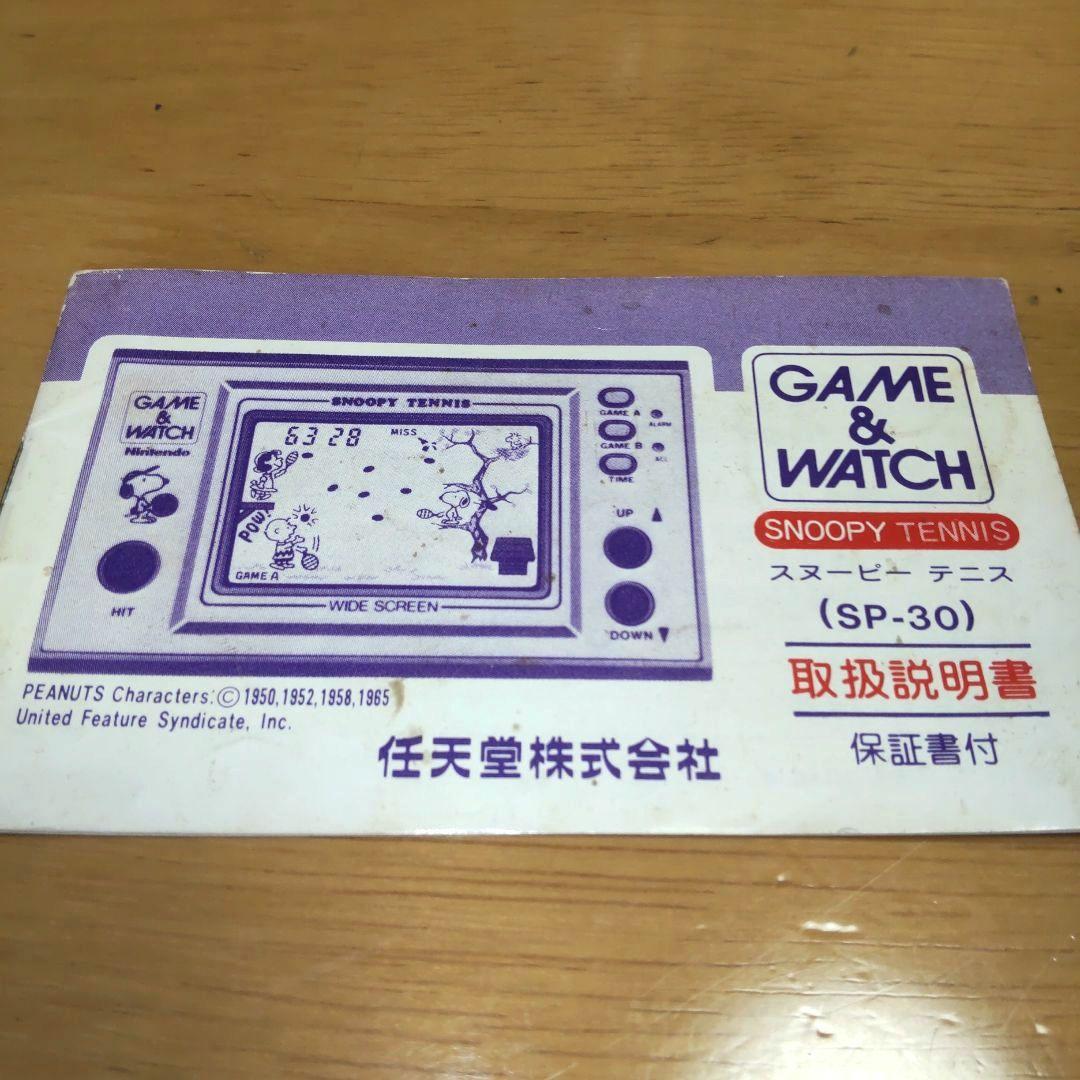 GAME
&
WATCH
Nintendo
HIT
SNOOPY TENNIS
63 28
MISS
POW!
GAME A
WIDE SCREEN
GAME A
ALARM
GAME B
ACL
TIME
UP ▲
DOWN ▼
PEANUTS Characters: © 1950,1952,1958,1965
United Feature Syndicate, Inc.
任天堂株式会社
GAME
&
WATCH
SNOOPY TENNIS
スヌーピー テニス
(SP-30)
取扱説明書
保証書付